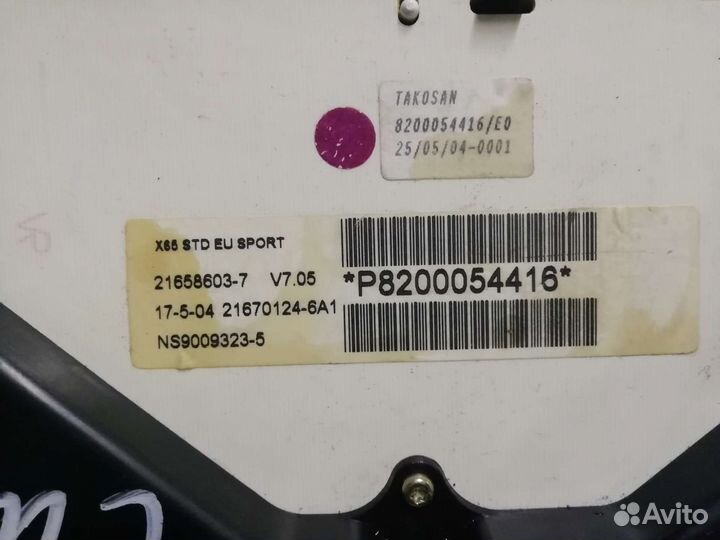 TAKOSAN
8200054416/E0
25/05/04-0001
X65 STD EU SPORT
21658603-7 V7.05
17-5-04 21670124-6A1
NS9009323-5
*P8200054416*
Avito